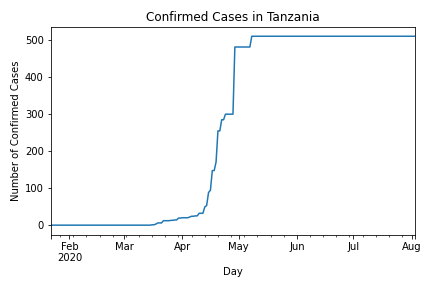 Confirmed Cases in Tanzania
Number of Confirmed Cases
500
400
300
200
100
0
Feb Mar Apr May Jun Jul Aug
2020
Day